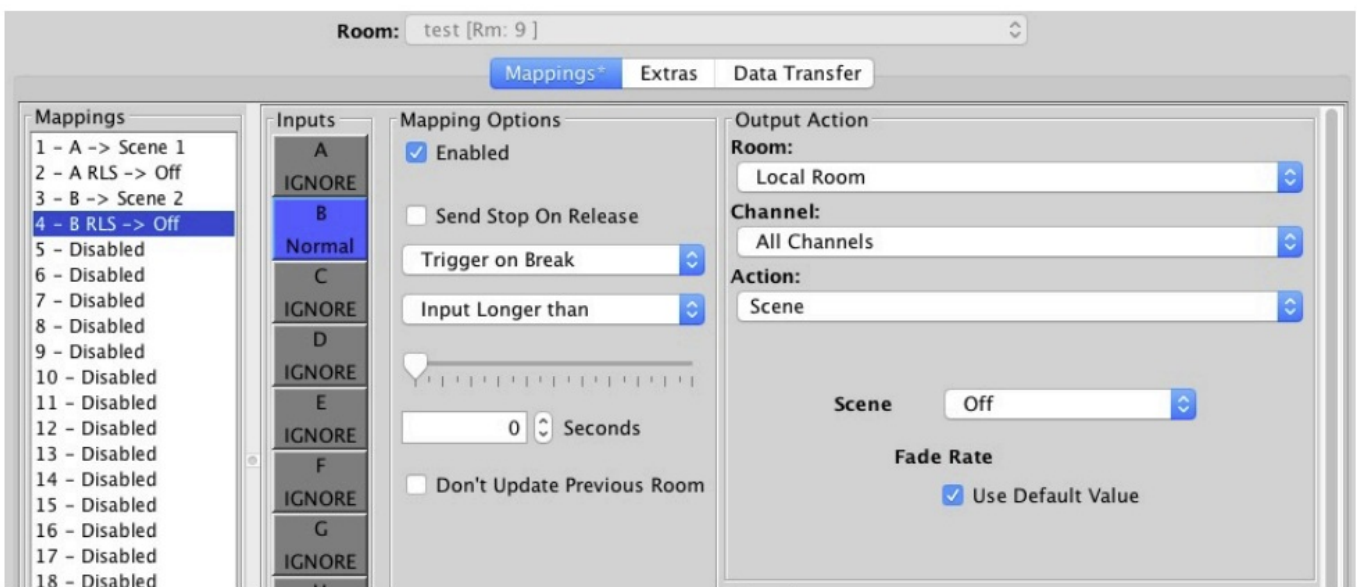 Room: test [Rm: 9 ]
Mappings* Extras Data Transfer
Mappings
1 - A -> Scene 1
2 - A RLS -> Off
3 - B -> Scene 2
4 - B RLS -> Off
5 - Disabled
6 - Disabled
7 - Disabled
8 - Disabled
9 - Disabled
10 - Disabled
11 - Disabled
12 - Disabled
13 - Disabled
14 - Disabled
15 - Disabled
16 - Disabled
17 - Disabled
18 - Disabled
Inputs
A
IGNORE
B
Normal
C
IGNORE
D
IGNORE
E
IGNORE
F
IGNORE
G
IGNORE
Mapping Options
Enabled
Send Stop On Release
Trigger on Break
Input Longer than
0 Seconds
Don't Update Previous Room
Output Action
Room:
Local Room
Channel:
All Channels
Action:
Scene
Scene Off
Fade Rate
Use Default Value